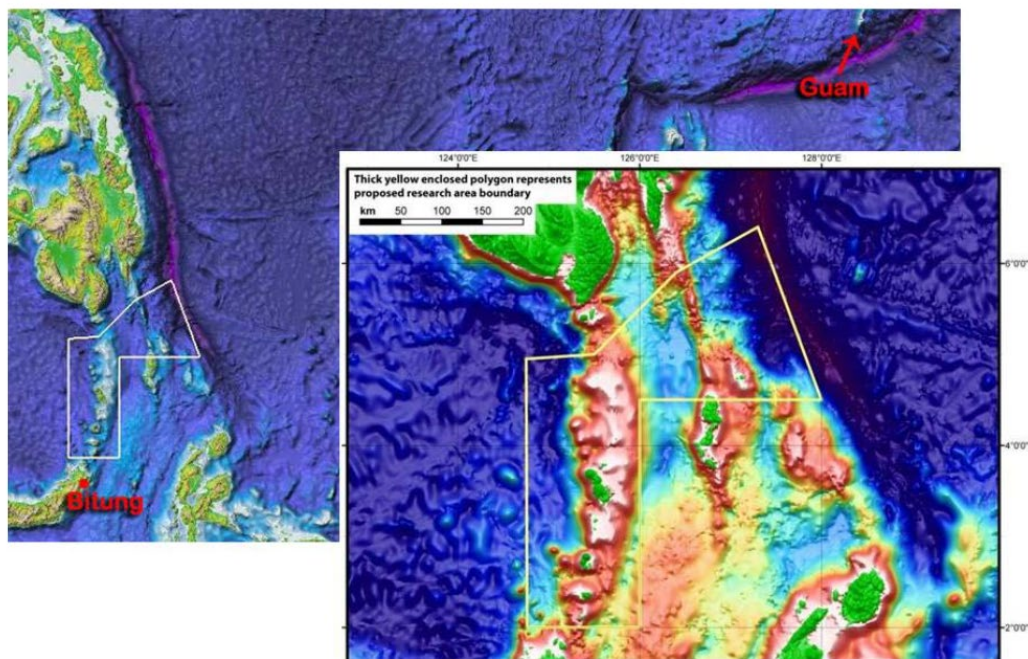 Guam
Bitung
124°0'0"E 126°0'0"E 128°0'0"E
Thick yellow enclosed polygon represents
proposed research area boundary
km 50 100 150 200
6°0'0"
4°0'0"
2°0'0"